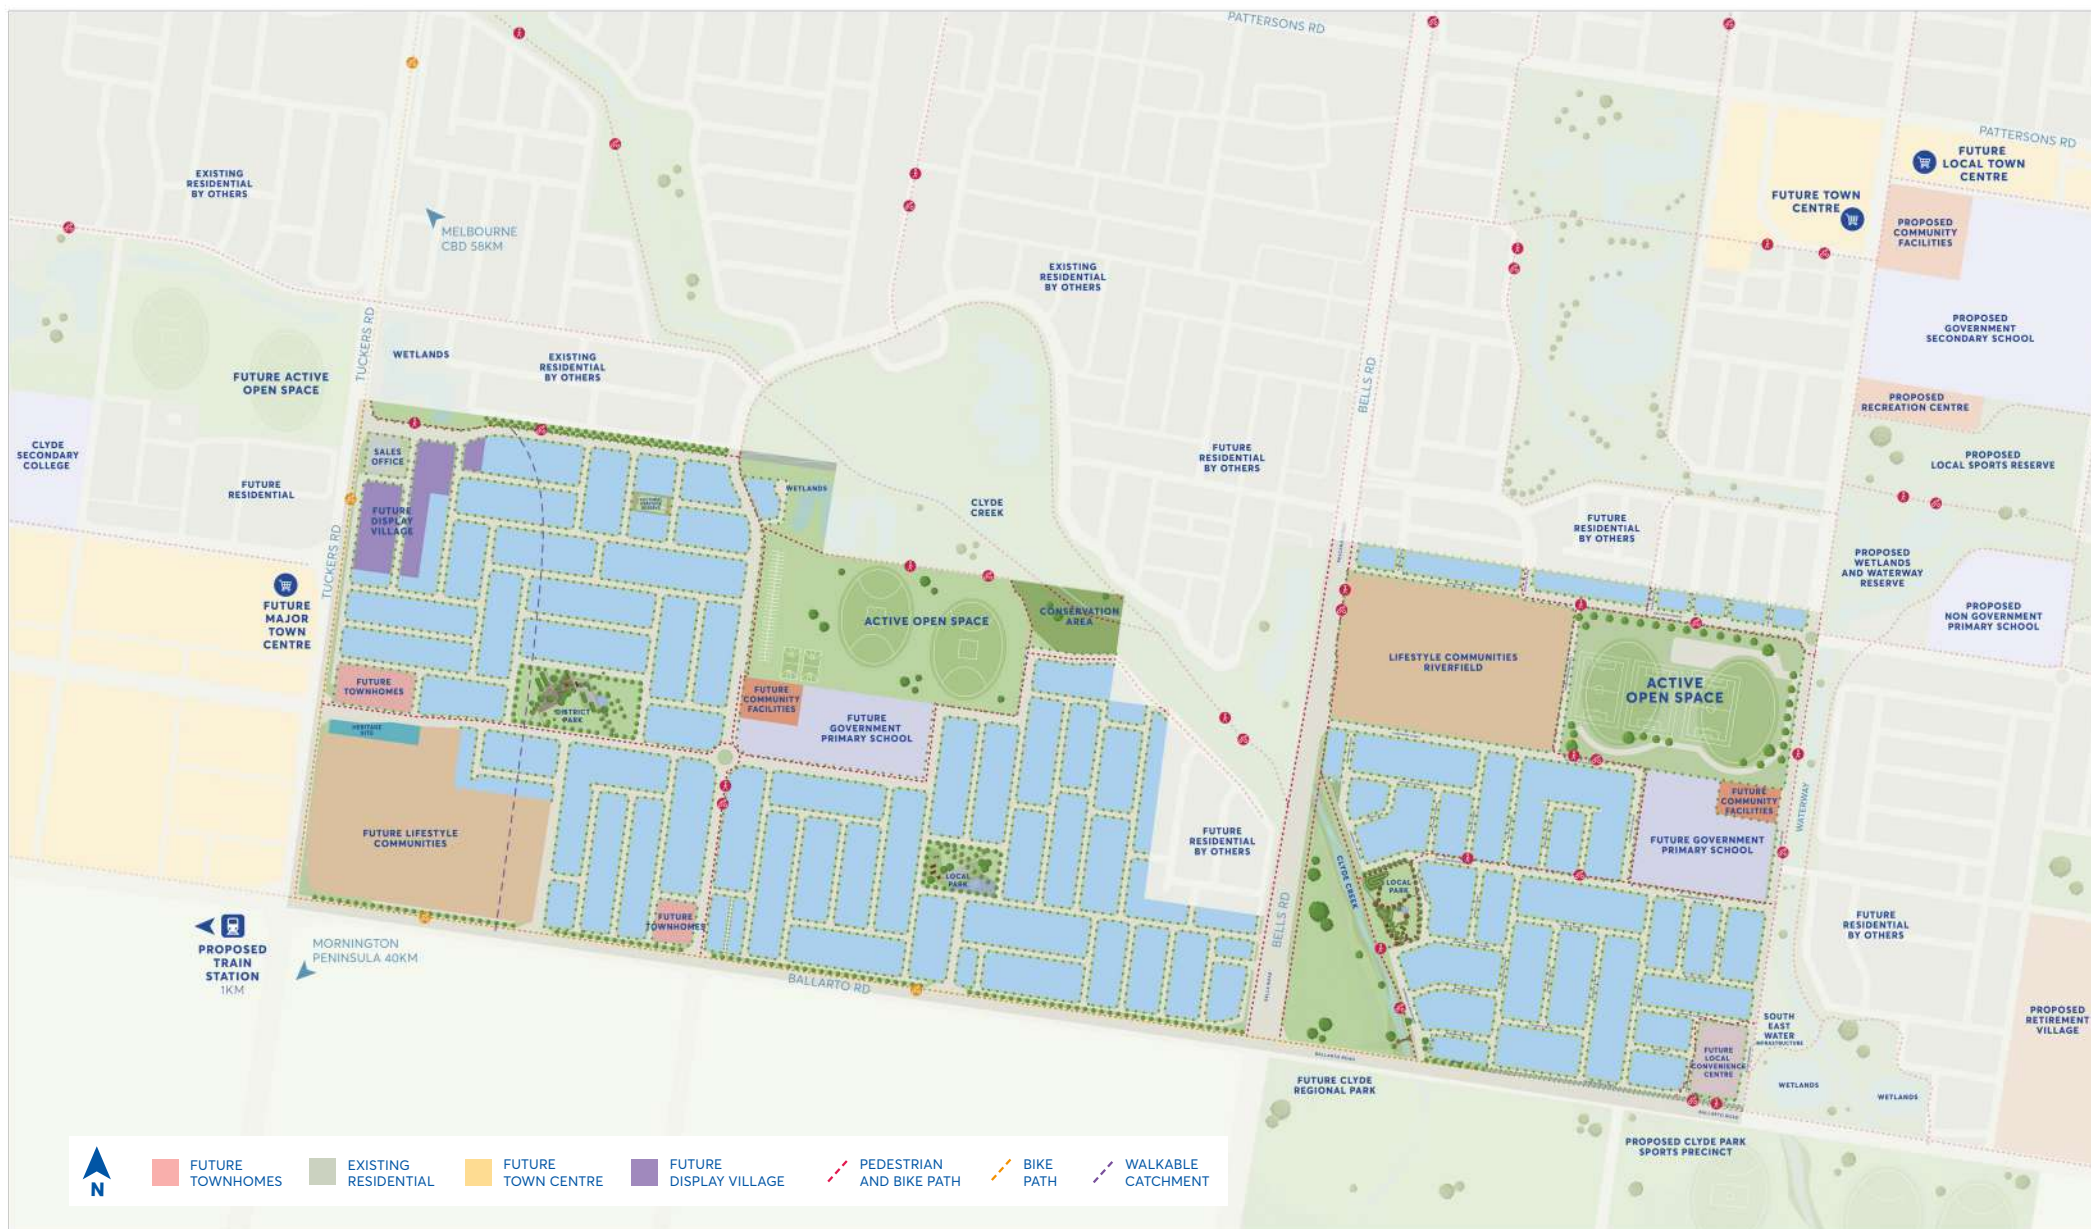 PATTERSONS RD
PATTERSONS RD
FUTURE
LOCAL TOWN
CENTRE
EXISTING
RESIDENTIAL
BY OTHERS
FUTURE TOWN
CENTRE
PROPOSED
COMMUNITY
FACILITIES
MELBOURNE
CBD 58KM
EXISTING
RESIDENTIAL
BY OTHERS
PROPOSED
GOVERNMENT
SECONDARY SCHOOL
TUCKERS RD
WETLANDS
EXISTING
RESIDENTIAL
BY OTHERS
BELLS RD
FUTURE ACTIVE
OPEN SPACE
PROPOSED
RECREATION CENTRE
CLYDE
SECONDARY
COLLEGE
SALES
OFFICE
FUTURE
RESIDENTIAL
BY OTHERS
PROPOSED
LOCAL SPORTS RESERVE
FUTURE
RESIDENTIAL
WETLANDS
CLYDE
CREEK
FUTURE
DISPLAY
VILLAGE
FUTURE
RESIDENTIAL
BY OTHERS
TUCKERS RD
PROPOSED
WETLANDS
AND WATERWAY
RESERVE
FUTURE
MAJOR
TOWN
CENTRE
ACTIVE OPEN SPACE
CONSERVATION
AREA
PROPOSED
NON GOVERNMENT
PRIMARY SCHOOL
LIFESTYLE COMMUNITIES
RIVERFIELD
FUTURE
TOWNHOMES
FUTURE
COMMUNITY
FACILITIES
ACTIVE
OPEN SPACE
DISTRICT
PARK
FUTURE
GOVERNMENT
PRIMARY SCHOOL
HERITAGE
SITE
FUTURE
COMMUNITY
FACILITIES
WATERWAY
FUTURE LIFESTYLE
COMMUNITIES
FUTURE
RESIDENTIAL
BY OTHERS
FUTURE GOVERNMENT
PRIMARY SCHOOL
CLYDE CREEK
LOCAL
PARK
LOCAL
PARK
FUTURE
TOWNHOMES
BELLS RD
FUTURE
RESIDENTIAL
BY OTHERS
PROPOSED
TRAIN
STATION
1KM
MORNINGTON
PENINSULA 40KM
BALLARTO RD
BELLS ROAD
PROPOSED
RETIREMENT
VILLAGE
SOUTH
EAST
WATER
INFRASTRUCTURE
FUTURE
LOCAL
CONVENIENCE
CENTRE
BALLARTO ROAD
FUTURE CLYDE
REGIONAL PARK
WETLANDS
WETLANDS
BALLARTO ROAD
PROPOSED CLYDE PARK
SPORTS PRECINCT
N
FUTURE
TOWNHOMES
EXISTING
RESIDENTIAL
FUTURE
TOWN CENTRE
FUTURE
DISPLAY VILLAGE
PEDESTRIAN
AND BIKE PATH
BIKE
PATH
WALKABLE
CATCHMENT